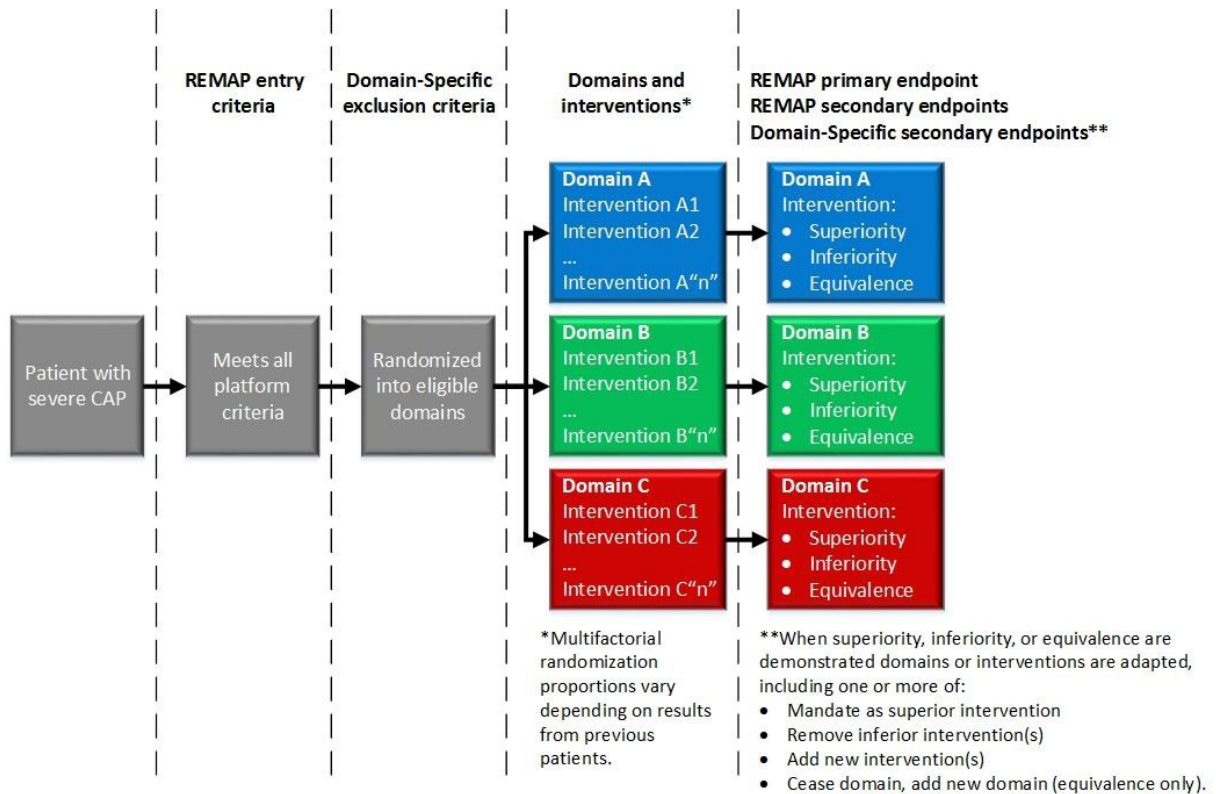 REMAP entry
criteria
Domain-Specific
exclusion criteria
Domains and
interventions*
REMAP primary endpoint
REMAP secondary endpoints
Domain-Specific secondary endpoints**
Patient with
severe CAP
Meets all
platform
criteria
Randomized
into eligible
domains
Domain A
Intervention A1
Intervention A2
...
Intervention A“n”
Domain A
Intervention:
• Superiority
• Inferiority
• Equivalence
Domain B
Intervention B1
Intervention B2
...
Intervention B“n”
Domain B
Intervention:
• Superiority
• Inferiority
• Equivalence
Domain C
Intervention C1
Intervention C2
...
Intervention C“n”
Domain C
Intervention:
• Superiority
• Inferiority
• Equivalence
*Multifactorial
randomization
proportions vary
depending on results
from previous
patients.
**When superiority, inferiority, or equivalence are
demonstrated domains or interventions are adapted,
including one or more of:
• Mandate as superior intervention
• Remove inferior intervention(s)
• Add new intervention(s)
• Cease domain, add new domain (equivalence only).